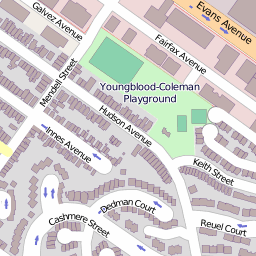 Galvez Avenue
Evans Avenue
Fairfax Avenue
Mendell Street
Youngblood-Coleman
Playground
Hudson Avenue
Innes Avenue
Keith Street
Dedman Court
Cashmere Street
Reuel Court